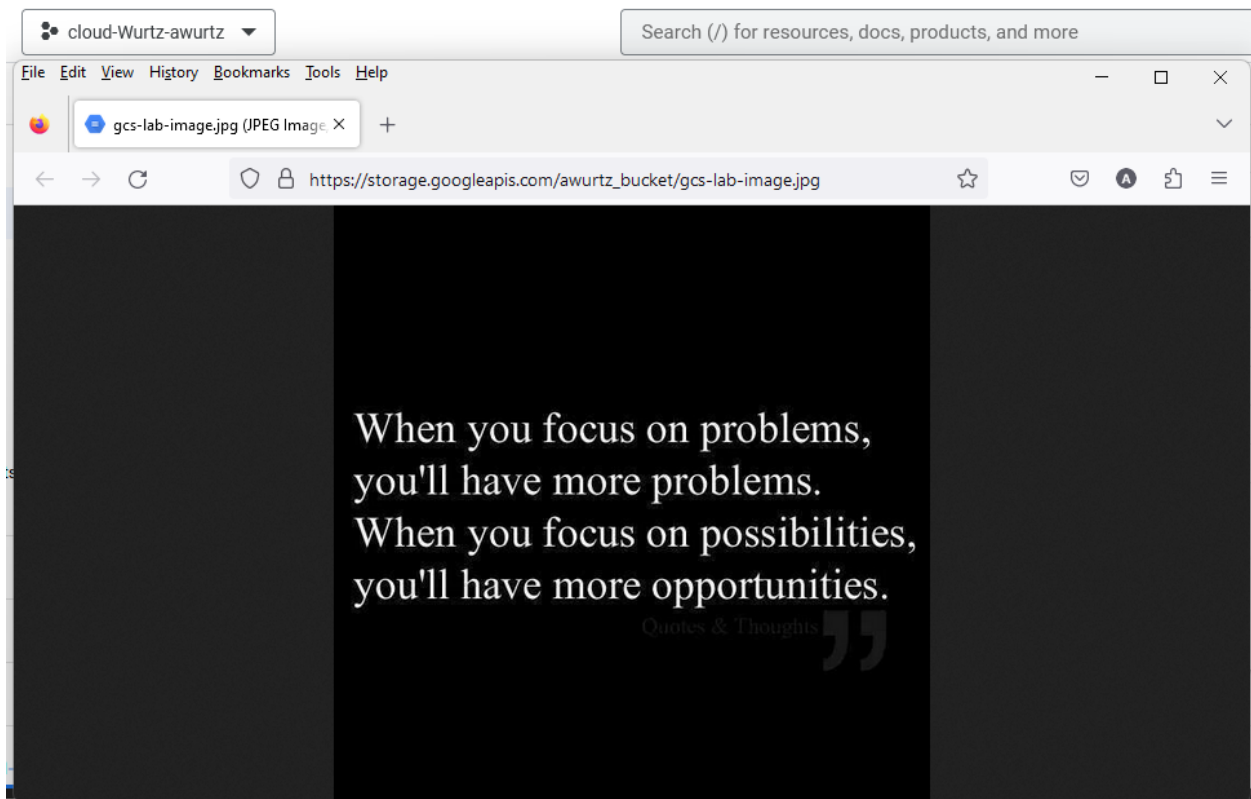 cloud-Wurtz-awurtz
Search (/) for resources, docs, products, and more
File Edit View History Bookmarks Tools Help
gcs-lab-image.jpg (JPEG Image
https://storage.googleapis.com/awurtz_bucket/gcs-lab-image.jpg
A
When you focus on problems,
you'll have more problems.
When you focus on possibilities,
you'll have more opportunities.
Quotes & Thoughts